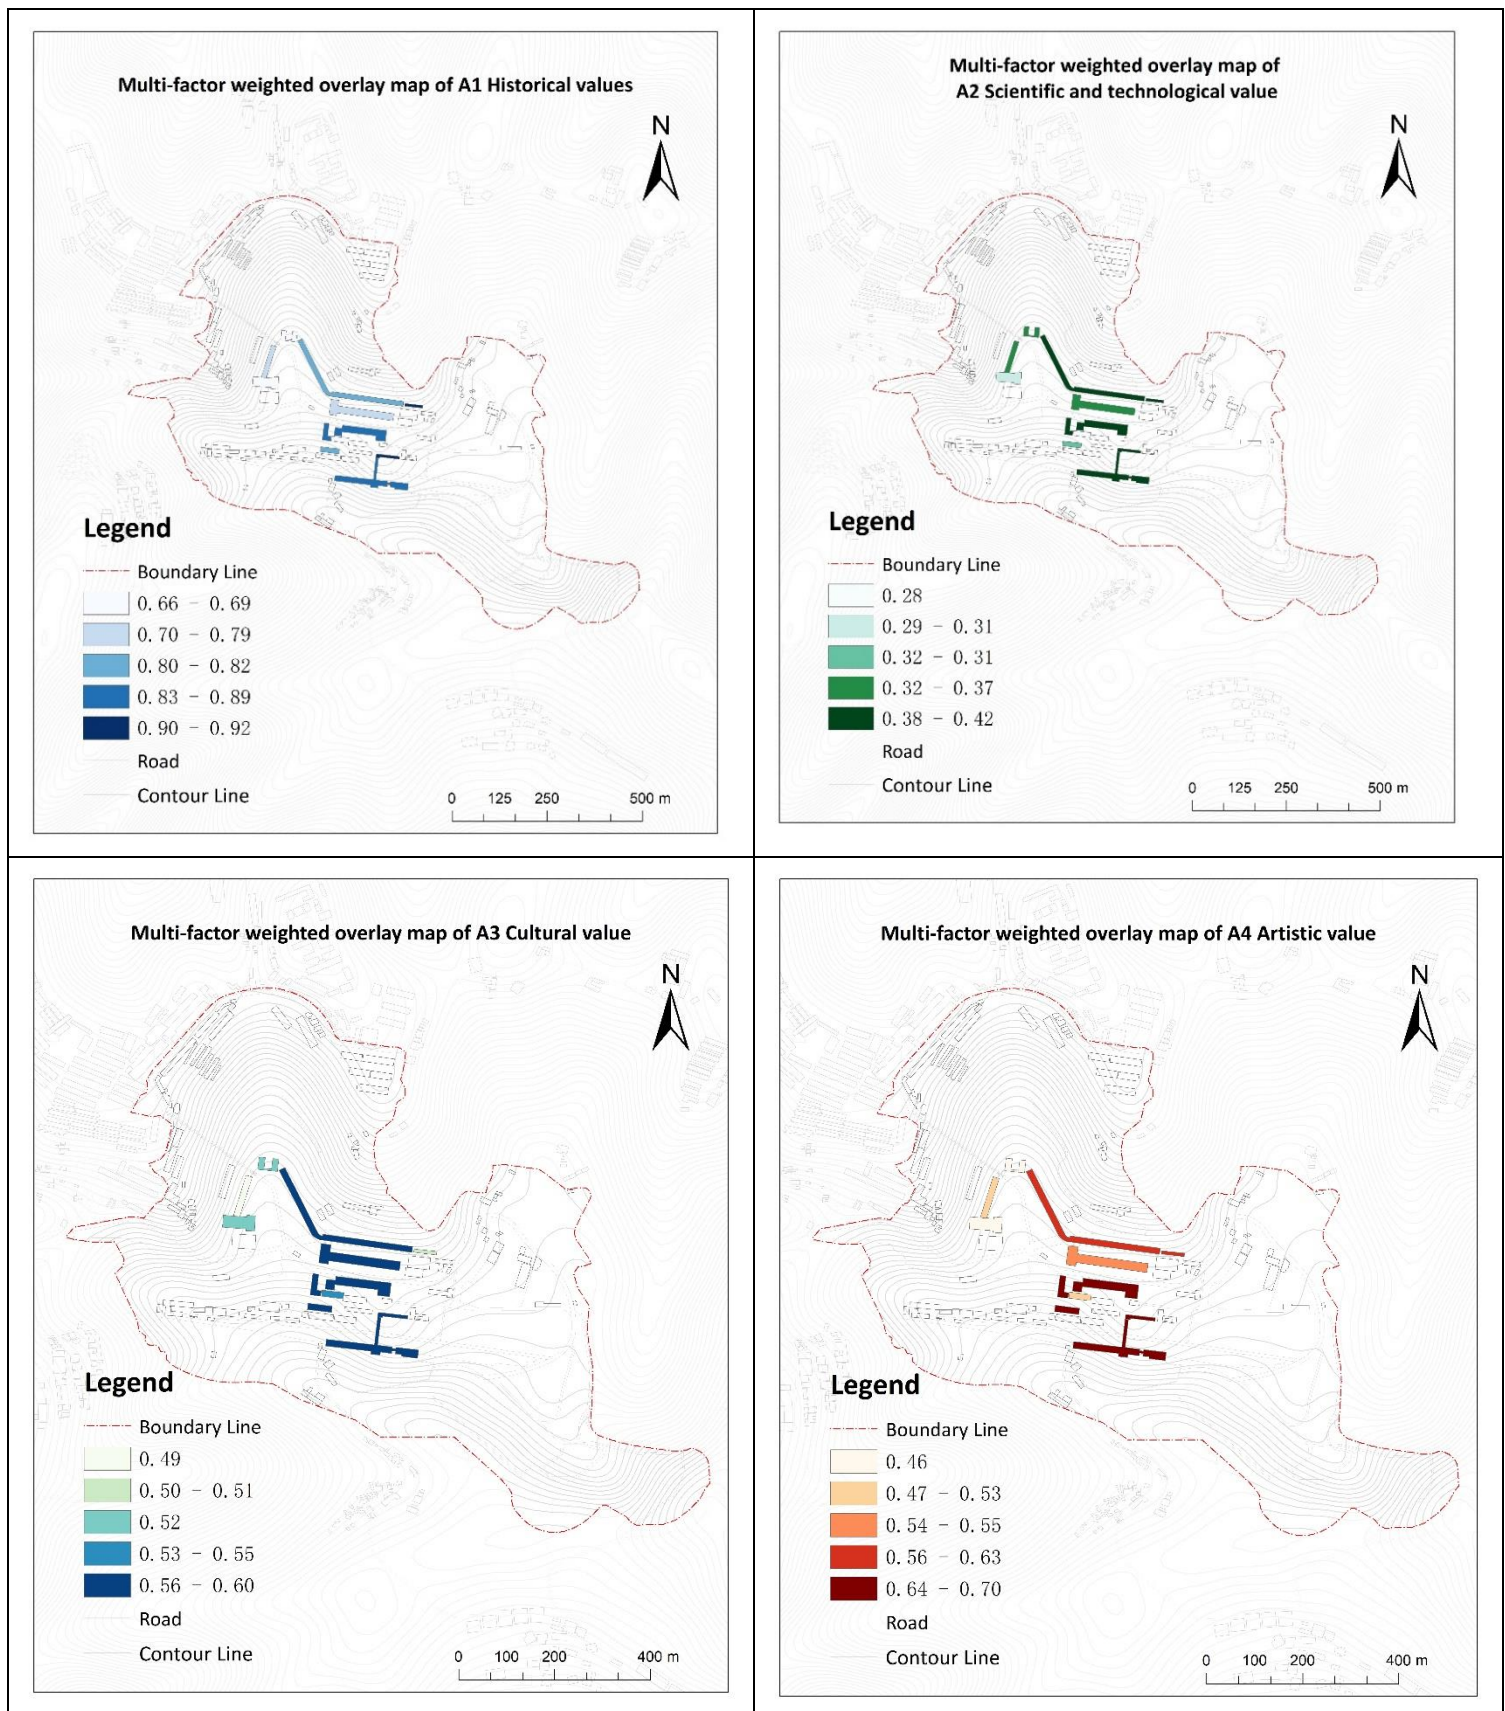 Multi-factor weighted overlay map of A1 Historical values
N
Legend
Boundary Line
0.66 - 0.69
0.70 - 0.79
0.80 - 0.82
0.83 - 0.89
0.90 - 0.92
Road
Contour Line
0 125 250 500 m
Multi-factor weighted overlay map of
A2 Scientific and technological value
N
Legend
Boundary Line
0.28
0.29 - 0.31
0.32 - 0.31
0.32 - 0.37
0.38 - 0.42
Road
Contour Line
0 125 250 500 m
Multi-factor weighted overlay map of A3 Cultural value
N
Legend
Boundary Line
0.49
0.50 - 0.51
0.52
0.53 - 0.55
0.56 - 0.60
Road
Contour Line
0 100 200 400 m
Multi-factor weighted overlay map of A4 Artistic value
N
Legend
Boundary Line
0.46
0.47 - 0.53
0.54 - 0.55
0.56 - 0.63
0.64 - 0.70
Road
Contour Line
0 100 200 400 m